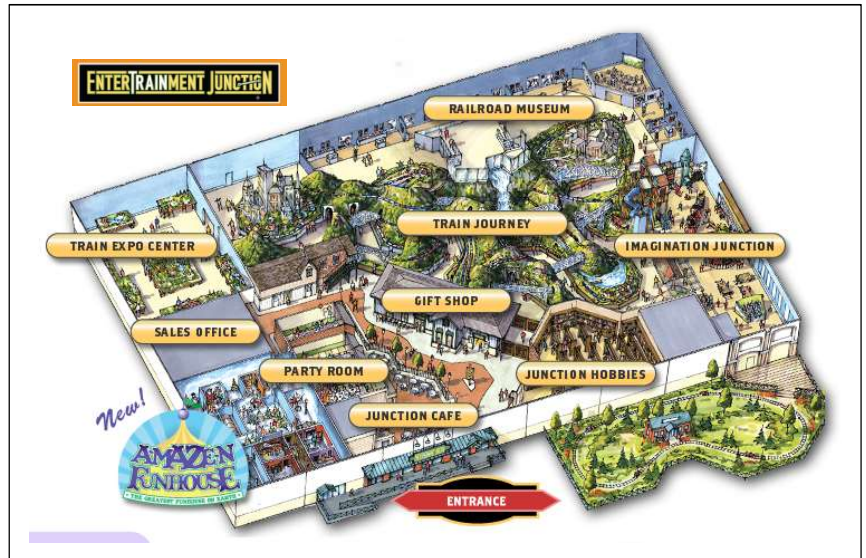 ENTERTRAINMENT JUNCTION
RAILROAD MUSEUM
TRAIN JOURNEY
TRAIN EXPO CENTER
IMAGINATION JUNCTION
GIFT SHOP
SALES OFFICE
PARTY ROOM
JUNCTION HOBBIES
JUNCTION CAFE
New!
AMAZEN
FUNHOUSE
THE GREATEST FUNHOUSE ON EARTH
ENTRANCE